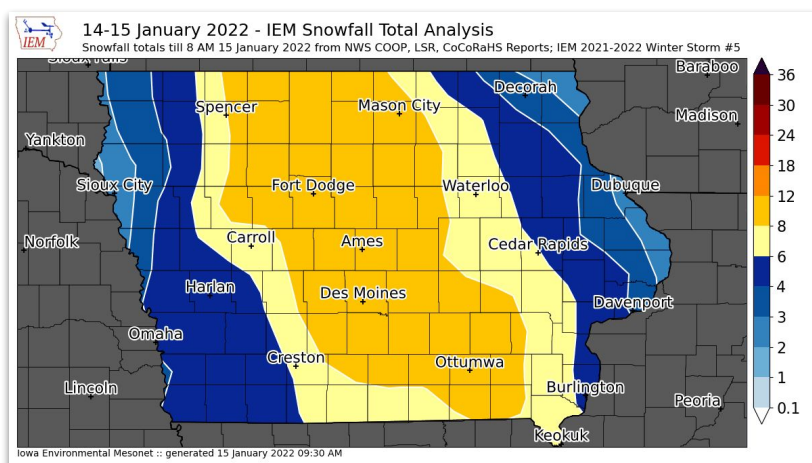 IEM
14-15 January 2022 - IEM Snowfall Total Analysis
Snowfall totals till 8 AM 15 January 2022 from NWS COOP, LSR, CoCoRaHS Reports; IEM 2021-2022 Winter Storm #5
Sioux Falls
Baraboo
Decorah
Spencer
Mason City
Madison
Yankton
Sioux City
Fort Dodge
Waterloo
Dubuque
Norfolk
Carroll
Ames
Cedar Rapids
Harlan
Des Moines
Davenport
Omaha
Creston
Ottumwa
Lincoln
Burlington
Peoria
Keokuk
36
30
24
18
12
8
6
4
3
2
1
0.1
Iowa Environmental Mesonet :: generated 15 January 2022 09:30 AM